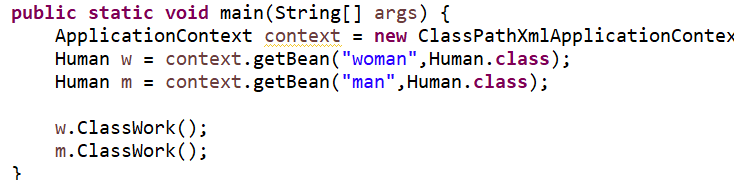 public static void main(String[] args) {
ApplicationContext context = new ClassPathXmlApplicationContex
Human w = context.getBean("woman",Human.class);
Human m = context.getBean("man",Human.class);
w.ClassWork();
m.ClassWork();
}